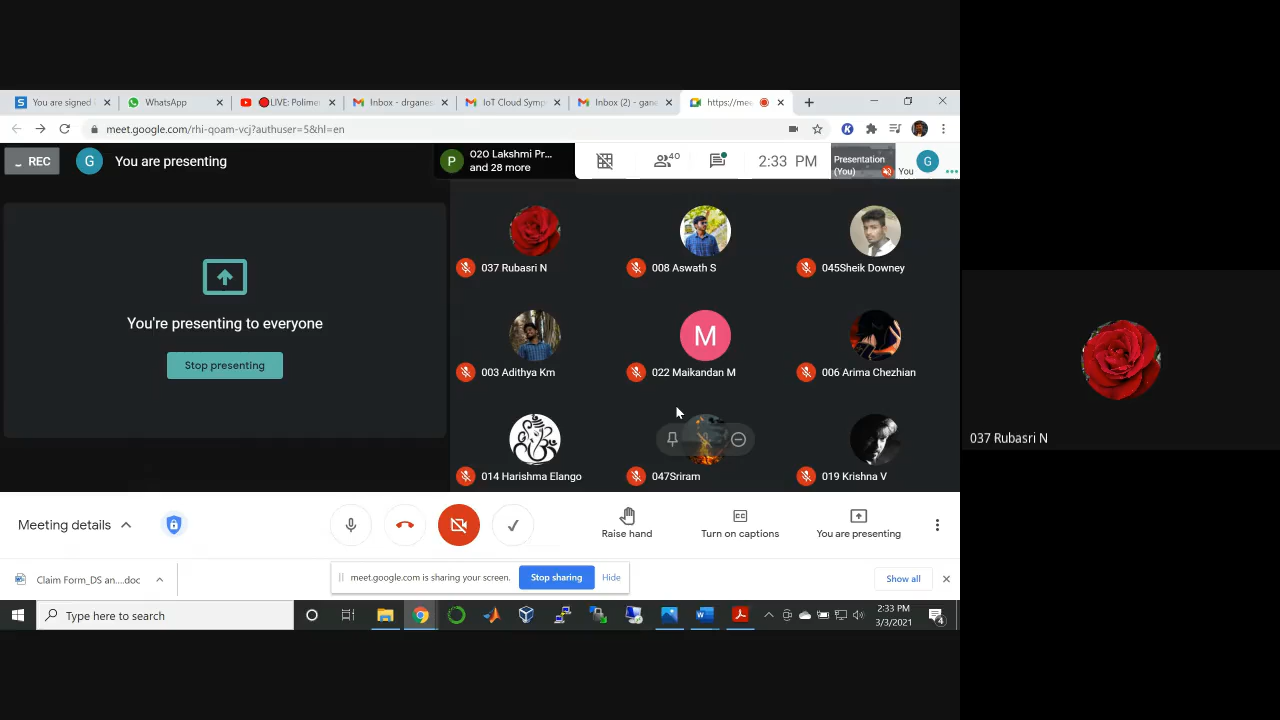 You are signed
WhatsApp
LIVE: Polimer
Inbox - drganes
IoT Cloud Symp
Inbox (2) - gane
https://mee
meet.google.com/rhi-qoam-vcj?authuser=5&hl=en
REC
G
You are presenting
P
020 Lakshmi Pr...
and 28 more
40
2:33 PM
Presentation
(You)
You
G
037 Rubasri N
008 Aswath S
045Sheik Downey
You're presenting to everyone
Stop presenting
M
003 Adithya Km
022 Maikandan M
006 Arima Chezhian
014 Harishma Elango
047Sriram
019 Krishna V
037 Rubasri N
Meeting details
Raise hand
Turn on captions
You are presenting
Claim Form_DS an....doc
meet.google.com is sharing your screen.
Stop sharing
Hide
Show all
Type here to search
2:33 PM
3/3/2021
4